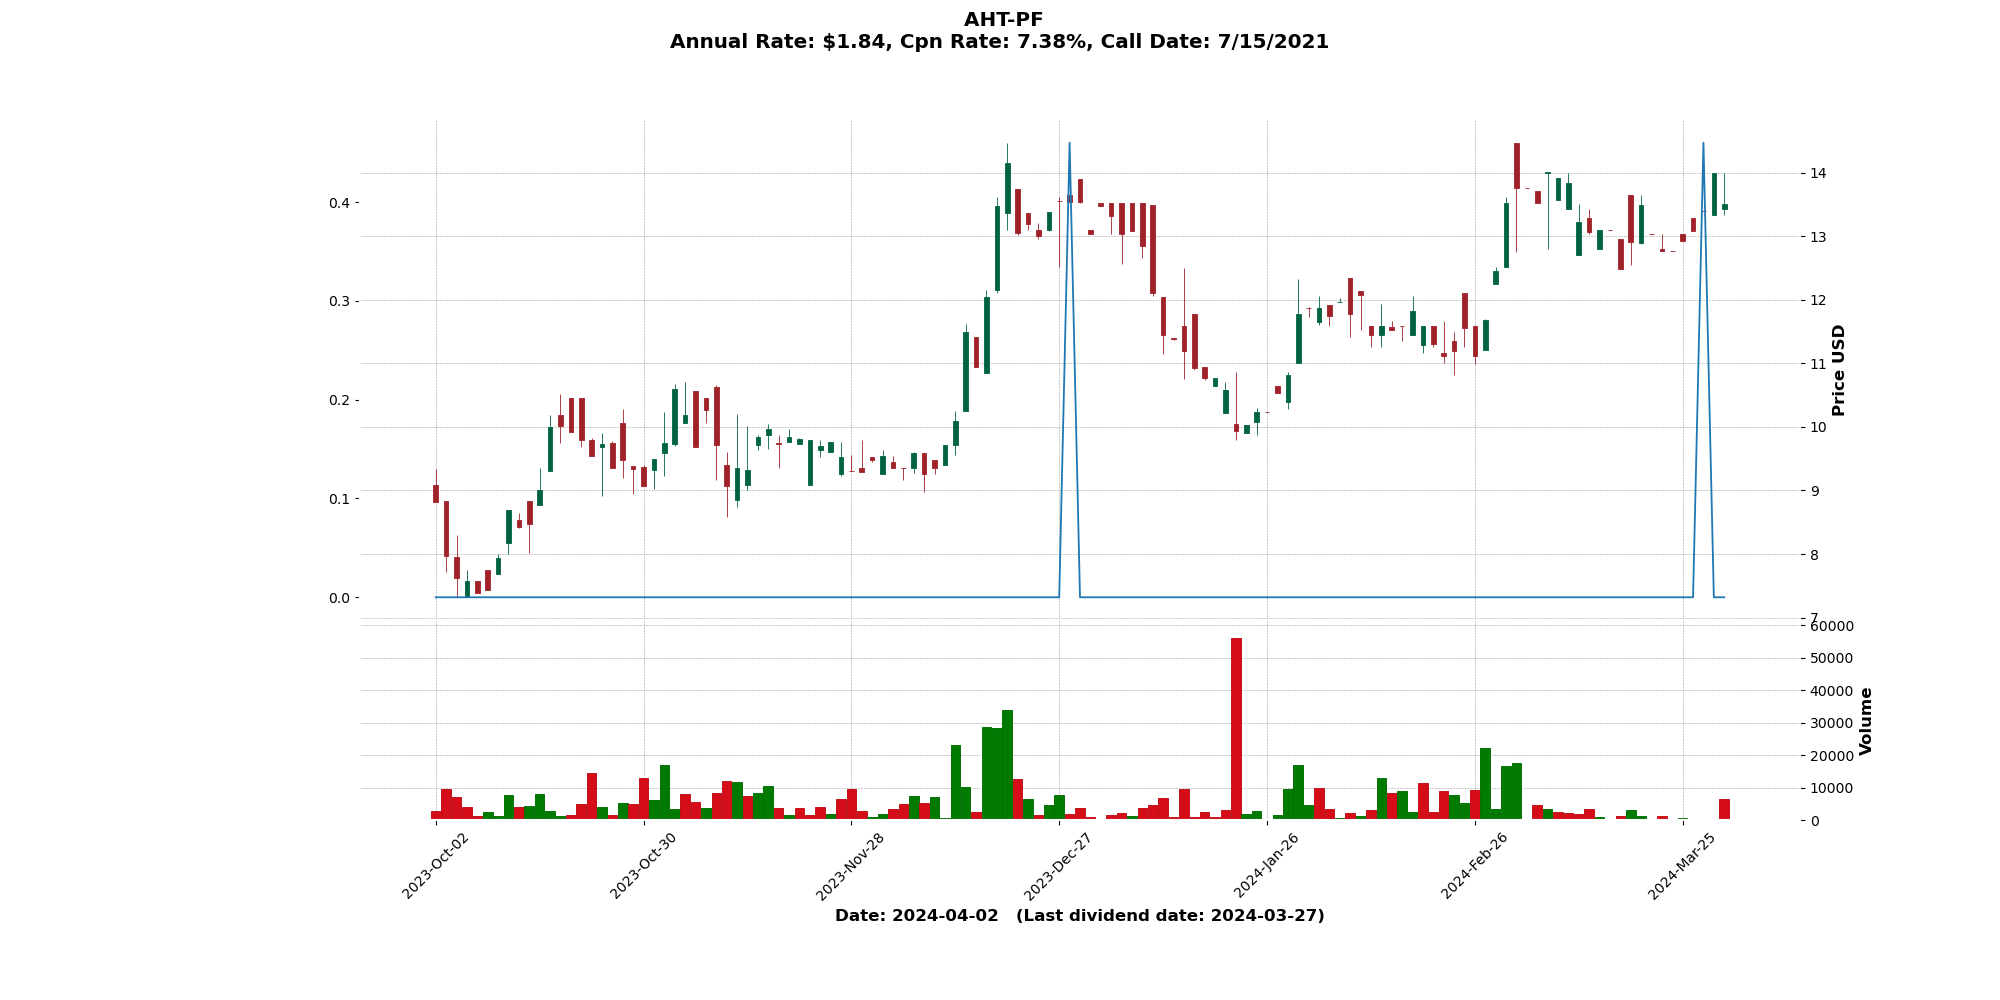 AHT-PF
Annual Rate: $1.84, Cpn Rate: 7.38%, Call Date: 7/15/2021
0.4
0.3
0.2
0.1
0.0
14
13
12
11
10
9
8
7
Price USD
60000
50000
40000
30000
20000
10000
0
Volume
2023-Oct-02
2023-Oct-30
2023-Nov-28
2023-Dec-27
2024-Jan-26
2024-Feb-26
2024-Mar-25
Date: 2024-04-02 (Last dividend date: 2024-03-27)